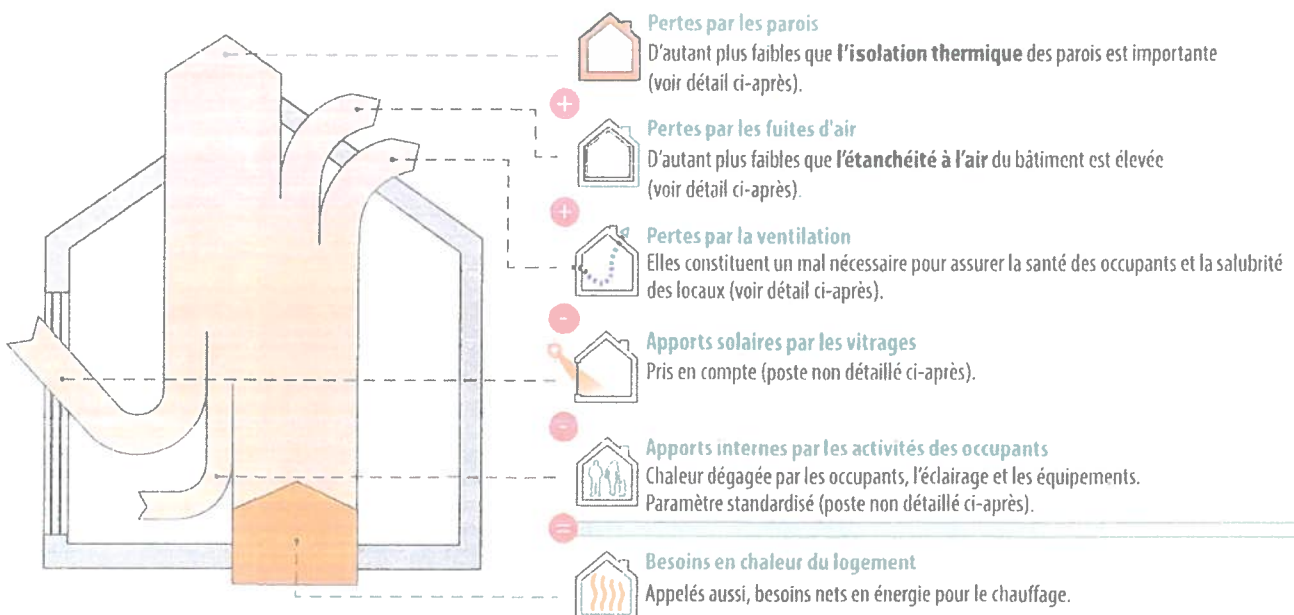 Pertes par les parois
D'autant plus faibles que l'isolation thermique des parois est importante
(voir détail ci-après).
+
Pertes par les fuites d'air
D'autant plus faibles que l'étanchéité à l'air du bâtiment est élevée
(voir détail ci-après).
+
Pertes par la ventilation
Elles constituent un mal nécessaire pour assurer la santé des occupants et la salubrité
des locaux (voir détail ci-après).
-
Apports solaires par les vitrages
Pris en compte (poste non détaillé ci-après).
Apports internes par les activités des occupants
Chaleur dégagée par les occupants, l'éclairage et les équipements.
Paramètre standardisé (poste non détaillé ci-après).
=
Besoins en chaleur du logement
Appelés aussi, besoins nets en énergie pour le chauffage.